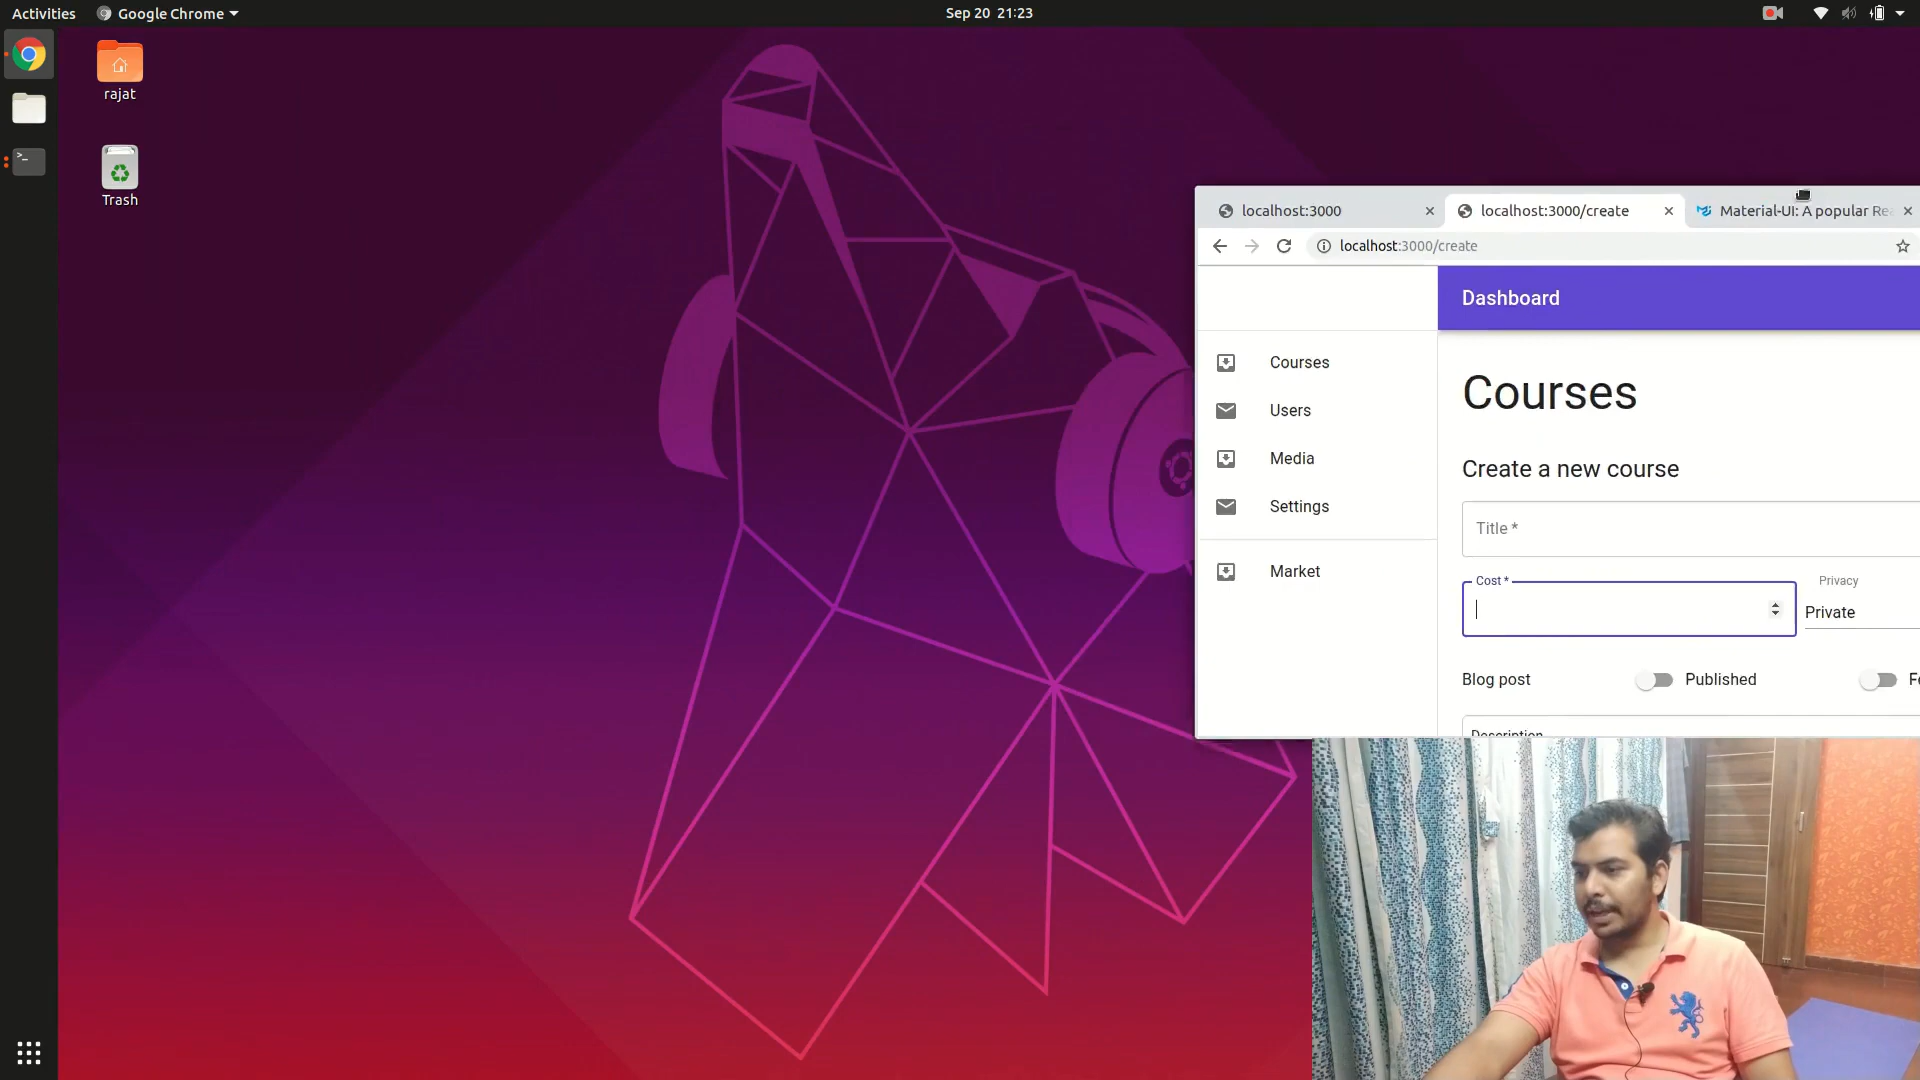 Activities
Google Chrome
Sep 20 21:23
rajat
Trash
localhost:3000
localhost:3000/create
Material-UI: A popular Re
localhost:3000/create
Dashboard
Courses
Users
Media
Settings
Market
Courses
Create a new course
Title *
Cost *
Privacy
Private
Blog post
Published
Fe
Description